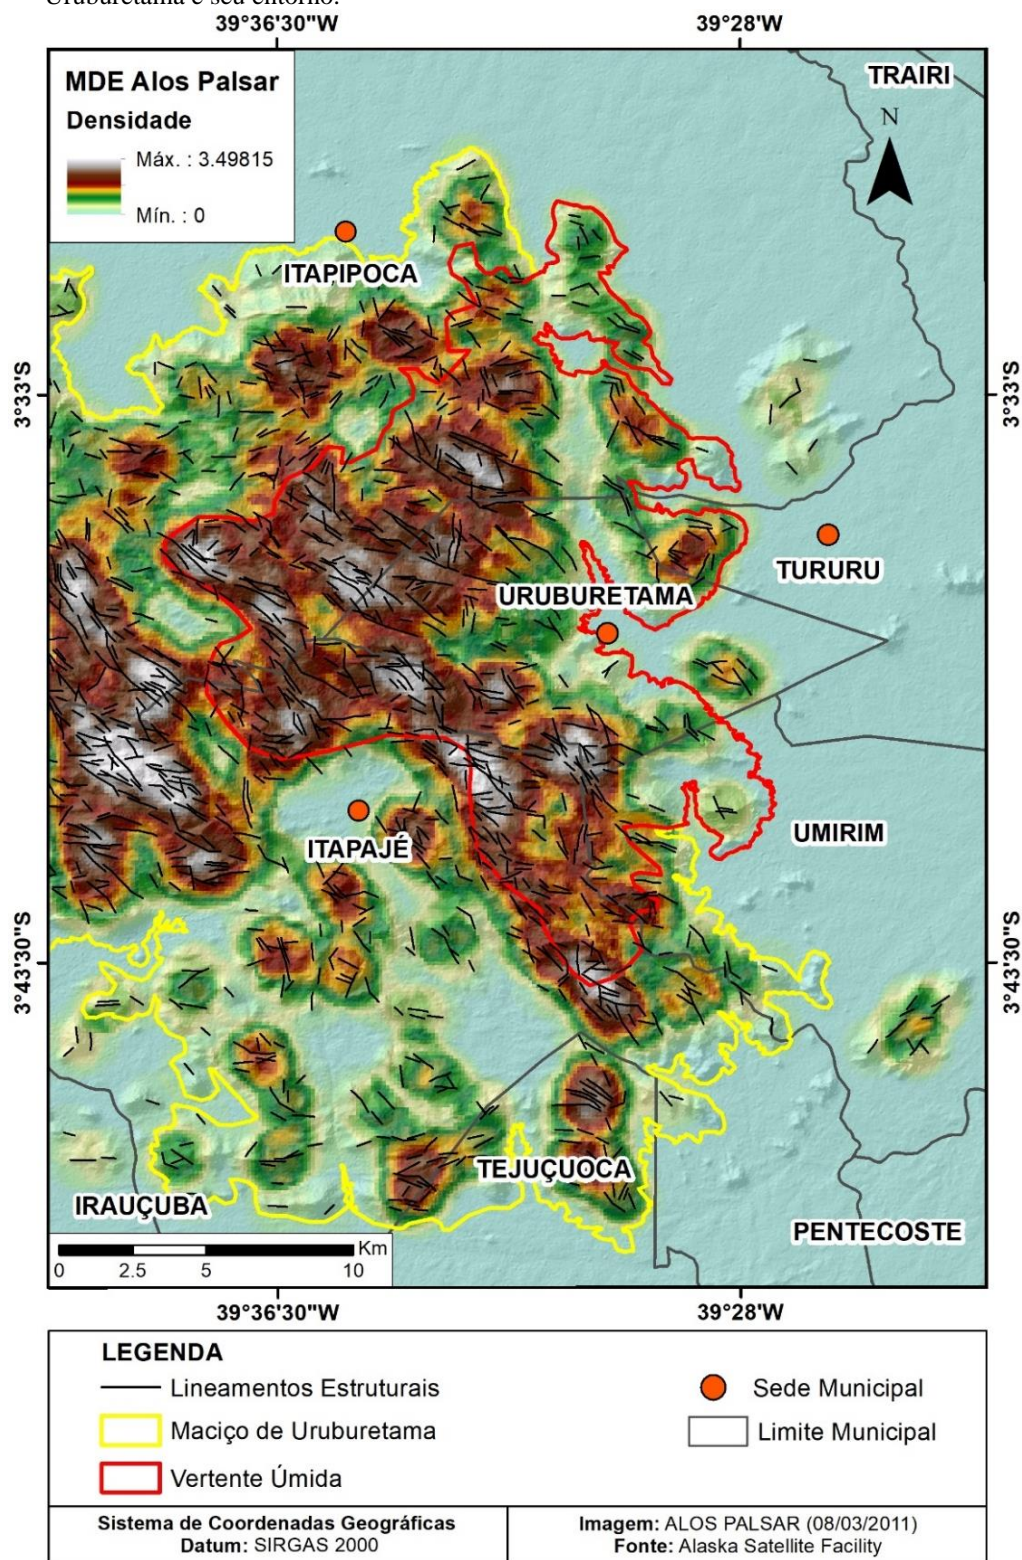 Uruburetama e seu entorno.
39°36'30"W
39°28'W
MDE Alos Palsar
Densidade
Máx. : 3.49815
Mín. : 0
TRAIRI
N
ITAPIPOCA
3°33'S
3°33'S
TURURU
URUBURETAMA
UMIRIM
ITAPAJÉ
3°43'30"S
3°43'30"S
TEJUÇUOCA
IRAUÇUBA
PENTECOSTE
Km
0 2.5 5 10
39°36'30"W
39°28'W
LEGENDA
Lineamentos Estruturais
Sede Municipal
Maciço de Uruburetama
Limite Municipal
Vertente Úmida
Sistema de Coordenadas Geográficas
Datum: SIRGAS 2000
Imagem: ALOS PALSAR (08/03/2011)
Fonte: Alaska Satellite Facility